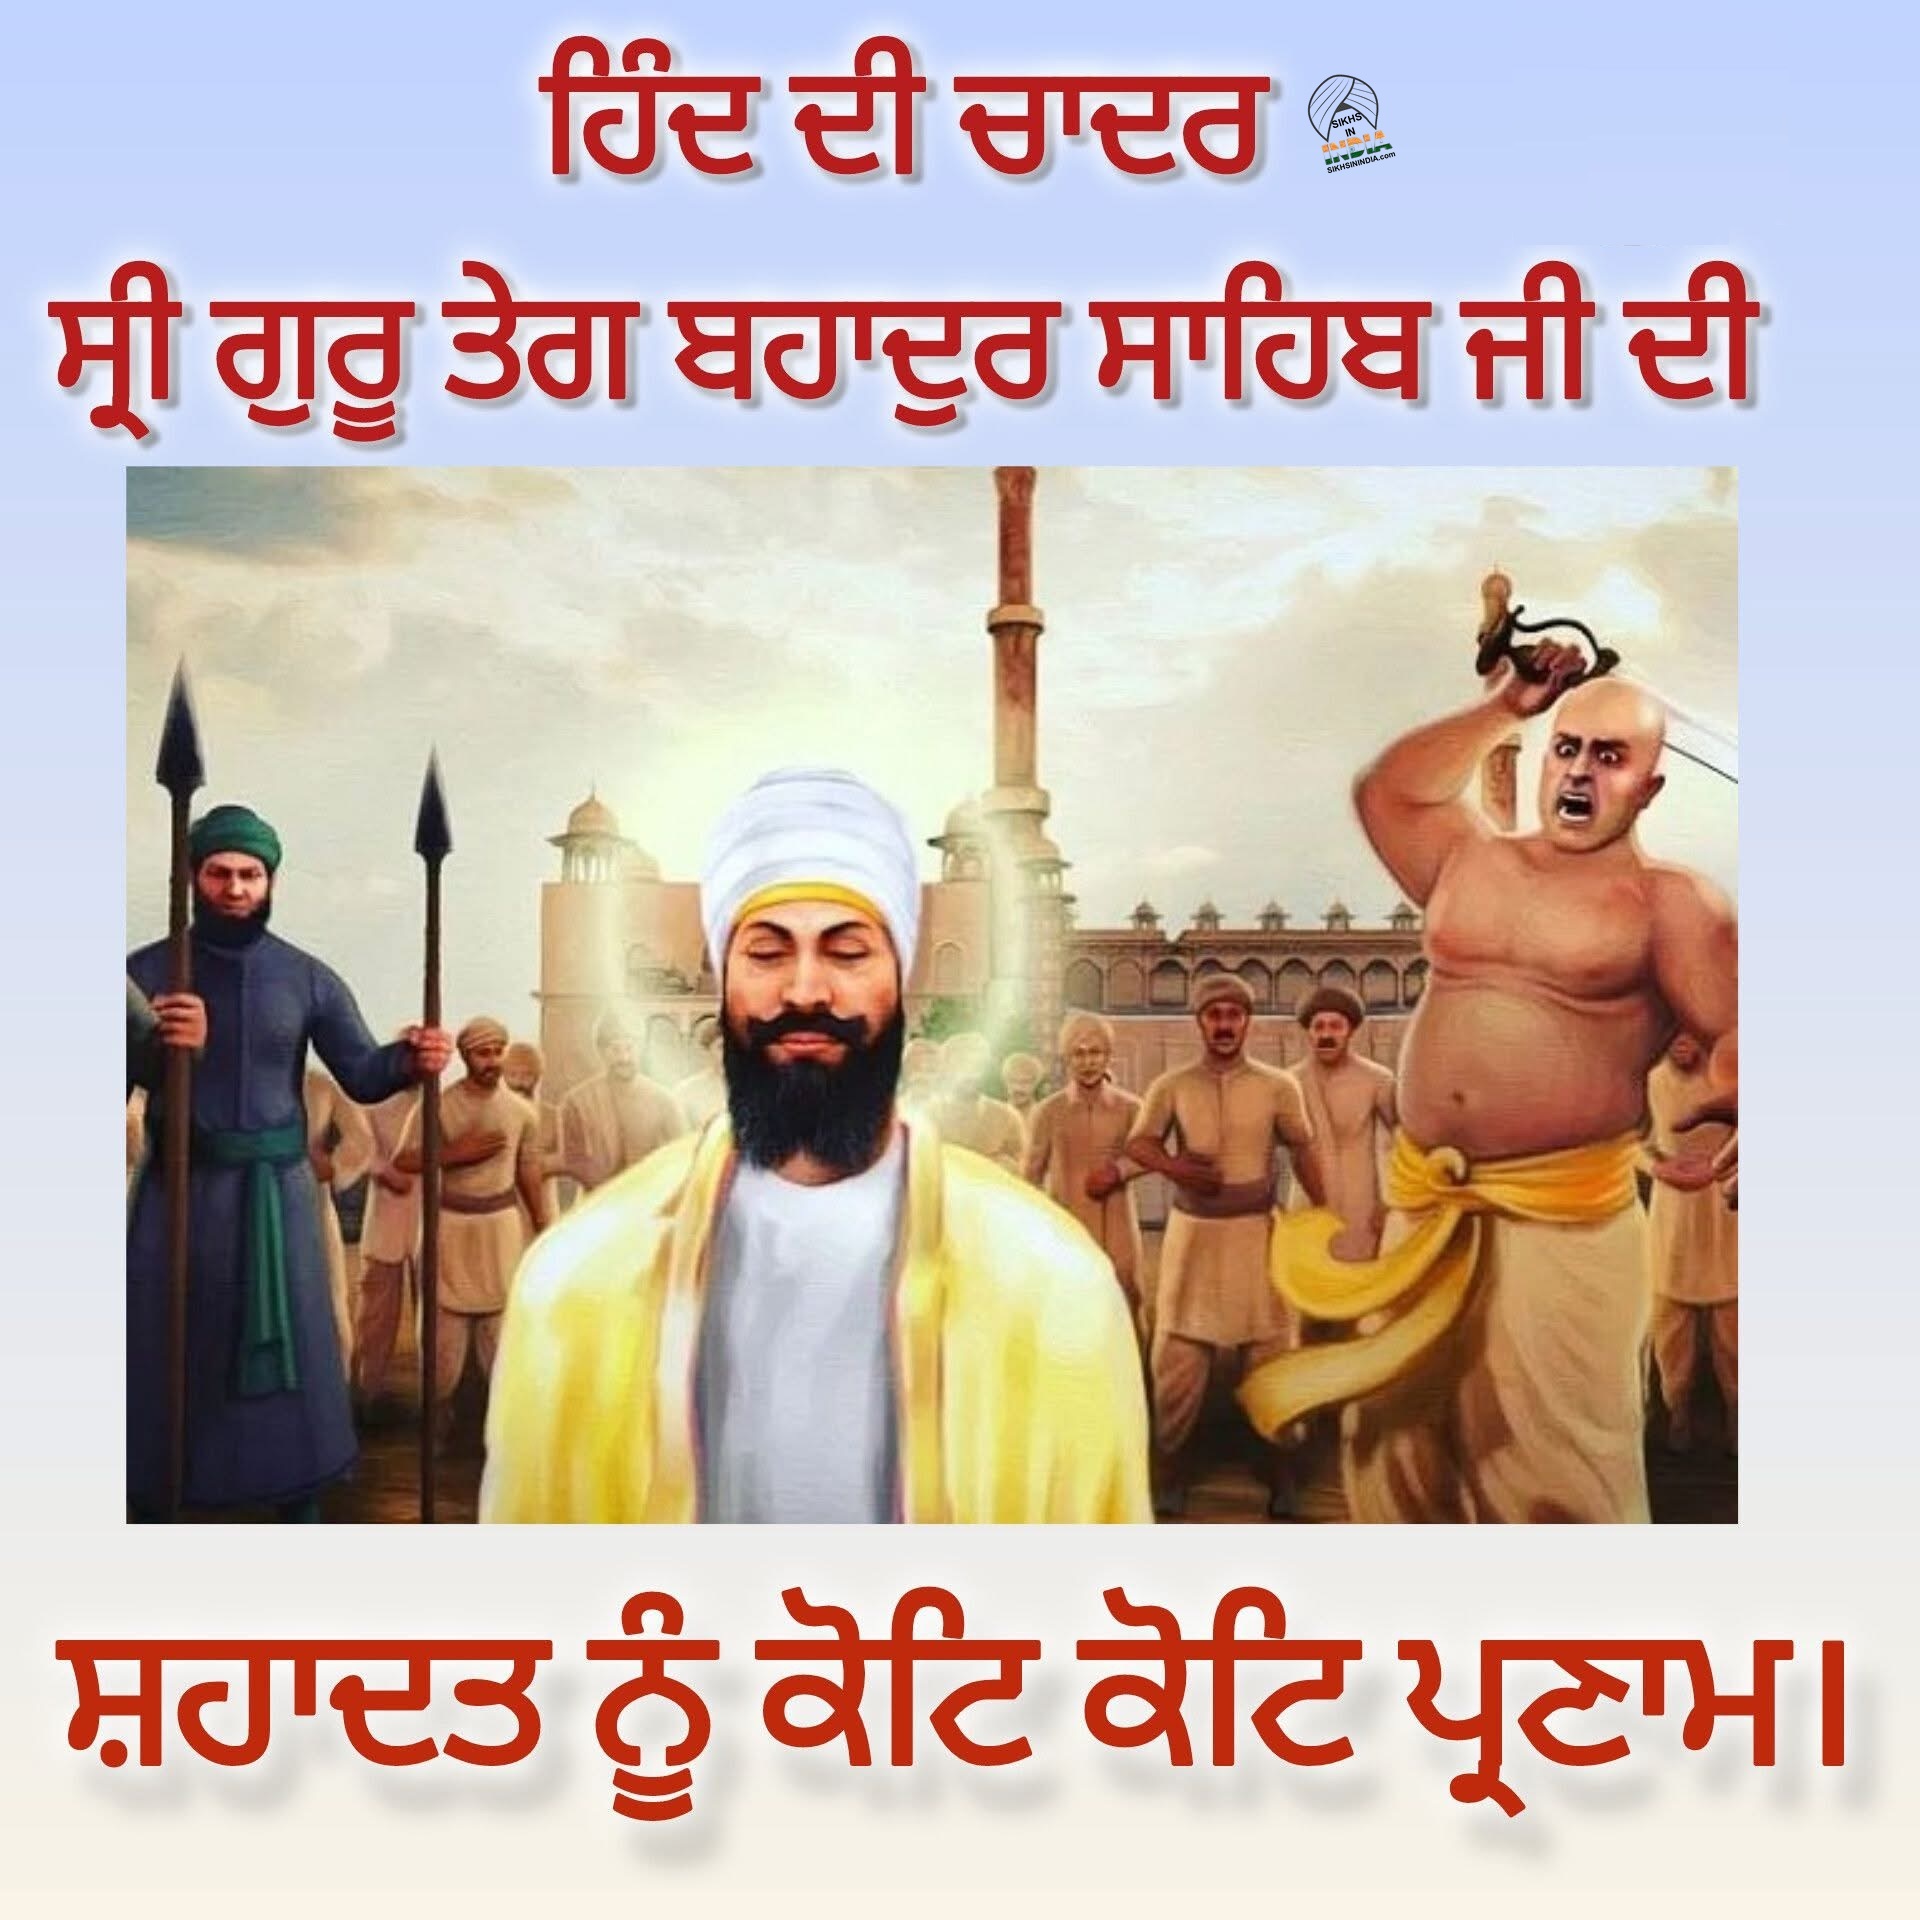 ਹਿੰਦ ਦੀ ਚਾਦਰ
SIKHS
IN
INDIA
SIKHSININDIA.com
ਸ੍ਰੀ ਗੁਰੂ ਤੇਗ ਬਹਾਦੁਰ ਸਾਹਿਬ ਜੀ ਦੀ
ਸ਼ਹਾਦਤ ਨੂੰ ਕੋਟਿ ਕੋਟਿ ਪ੍ਰਣਾਮ।